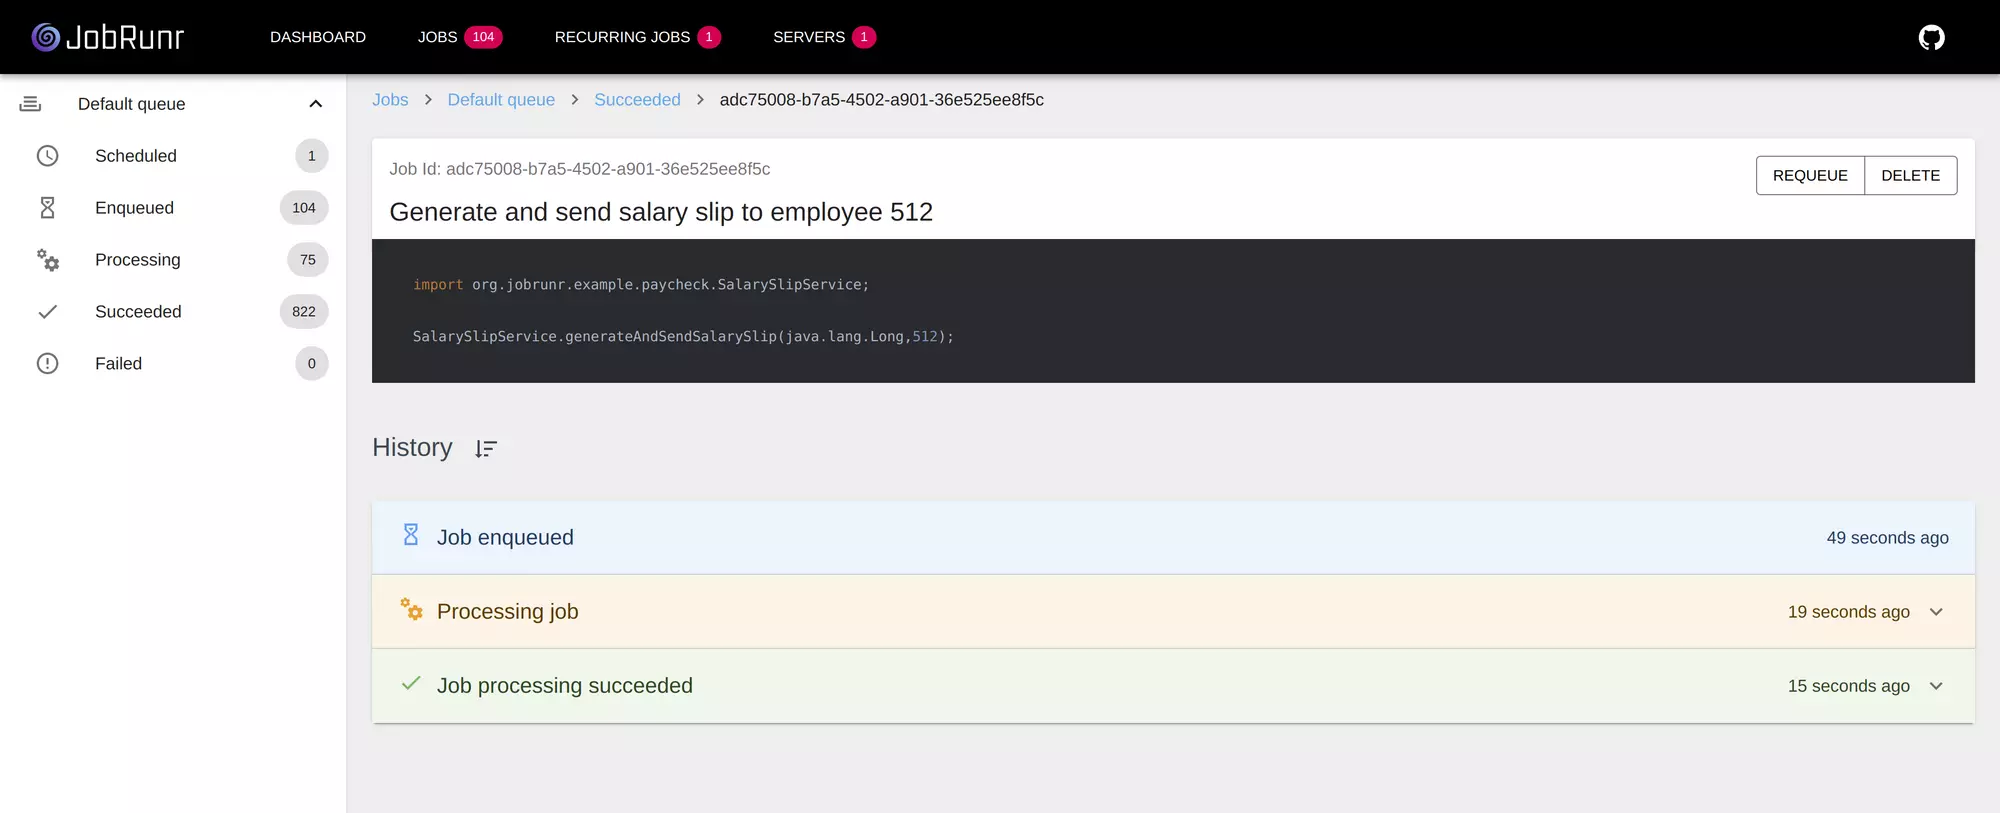 JobRunr DASHBOARD JOBS 104 RECURRING JOBS 1 SERVERS 1
Default queue
Scheduled 1
Enqueued 104
Processing 75
Succeeded 822
Failed 0
Jobs > Default queue > Succeeded > adc75008-b7a5-4502-a901-36e525ee8f5c
Job Id: adc75008-b7a5-4502-a901-36e525ee8f5c
REQUEUE DELETE
Generate and send salary slip to employee 512
import org.jobrunr.example.paycheck.SalarySlipService;
SalarySlipService.generateAndSendSalarySlip(java.lang.Long,512);
History
Job enqueued 49 seconds ago
Processing job 19 seconds ago
Job processing succeeded 15 seconds ago